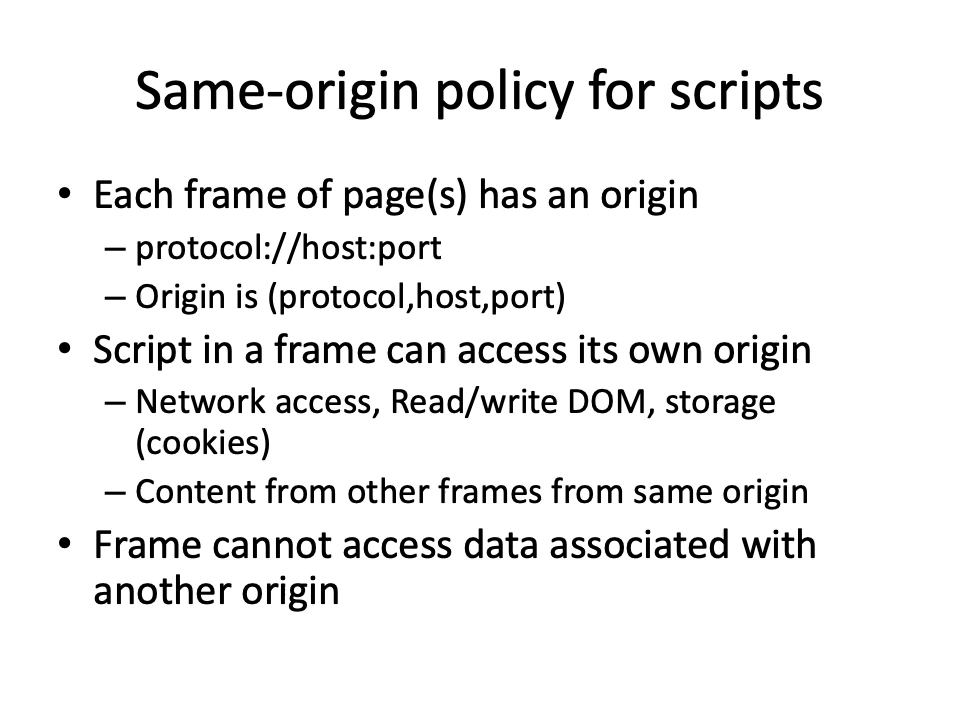 Same-origin policy for scripts
• Each frame of page(s) has an origin
– protocol://host:port
– Origin is (protocol,host,port)
• Script in a frame can access its own origin
– Network access, Read/write DOM, storage
(cookies)
– Content from other frames from same origin
• Frame cannot access data associated with
another origin